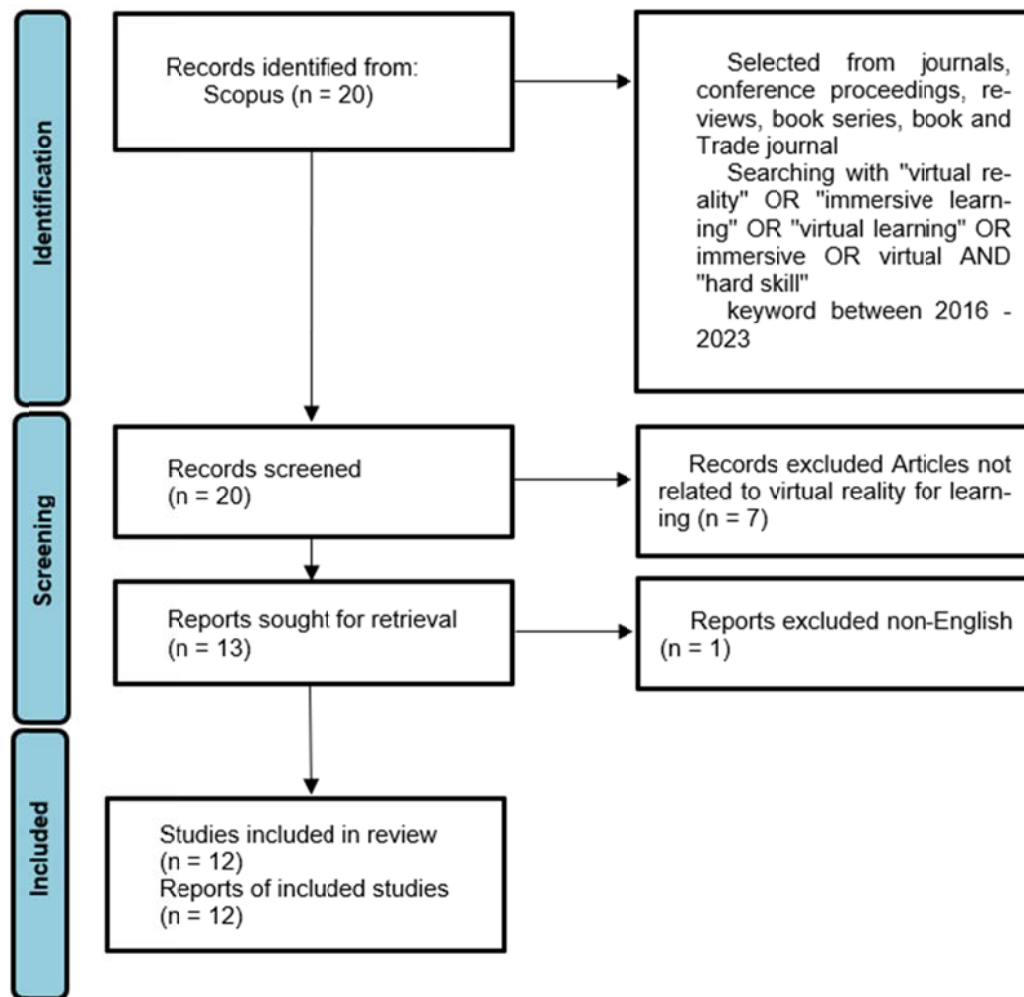 Identification
Records identified from:
Scopus (n = 20)
Selected from journals,
conference proceedings, re-
views, book series, book and
Trade journal
Searching with "virtual re-
ality" OR "immersive learn-
ing" OR "virtual learning" OR
immersive OR virtual AND
"hard skill"
keyword between 2016 -
2023
Screening
Records screened
(n = 20)
Records excluded Articles not
related to virtual reality for learn-
ing (n = 7)
Reports sought for retrieval
(n = 13)
Reports excluded non-English
(n = 1)
Included
Studies included in review
(n = 12)
Reports of included studies
(n = 12)